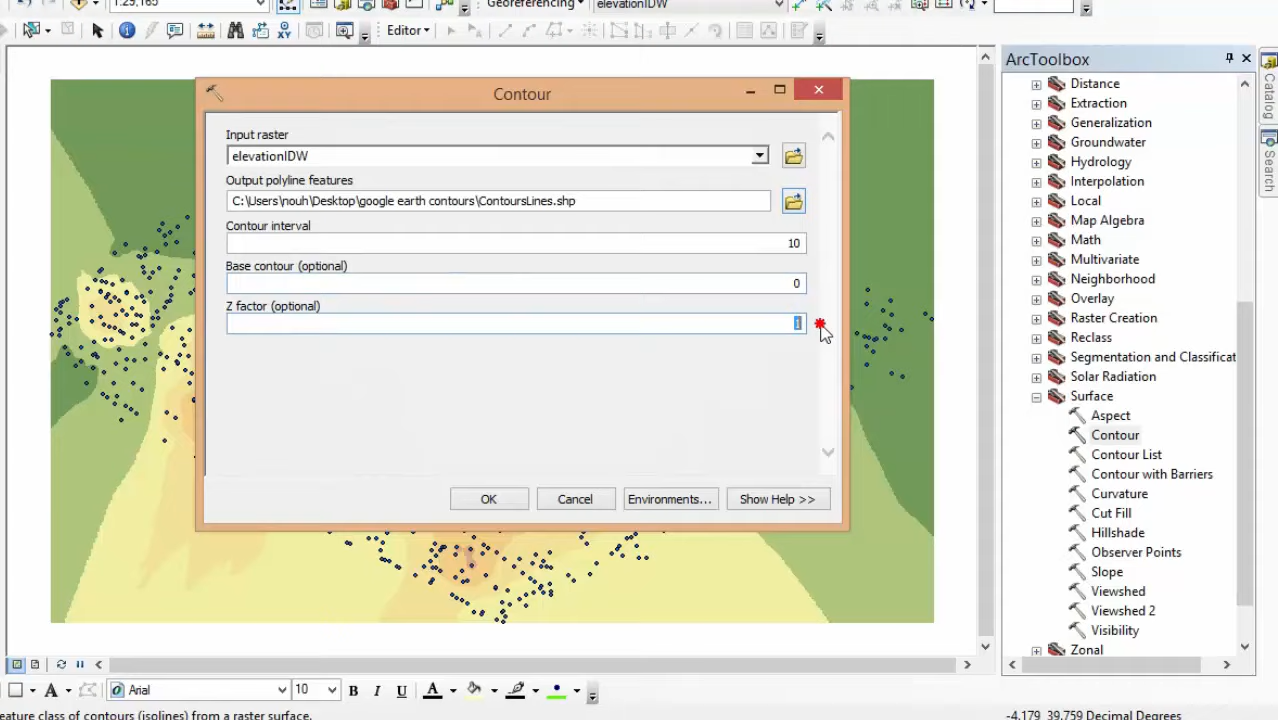 1:29,165
Georeferencing
elevationIDW
Editor
ArcToolbox
Contour
Input raster
elevationIDW
Output polyline features
C:\Users\nouh\Desktop\google earth contours\ContoursLines.shp
Contour interval
10
Base contour (optional)
0
Z factor (optional)
1
OK
Cancel
Environments...
Show Help >>
Distance
Extraction
Generalization
Groundwater
Hydrology
Interpolation
Local
Map Algebra
Math
Multivariate
Neighborhood
Overlay
Raster Creation
Reclass
Segmentation and Classificat
Solar Radiation
Surface
Aspect
Contour
Contour List
Contour with Barriers
Curvature
Cut Fill
Hillshade
Observer Points
Slope
Viewshed
Viewshed 2
Visibility
Zonal
Catalog
Search
Arial
10
B I U A
eature class of contours (isolines) from a raster surface.
-4.179 39.759 Decimal Degrees